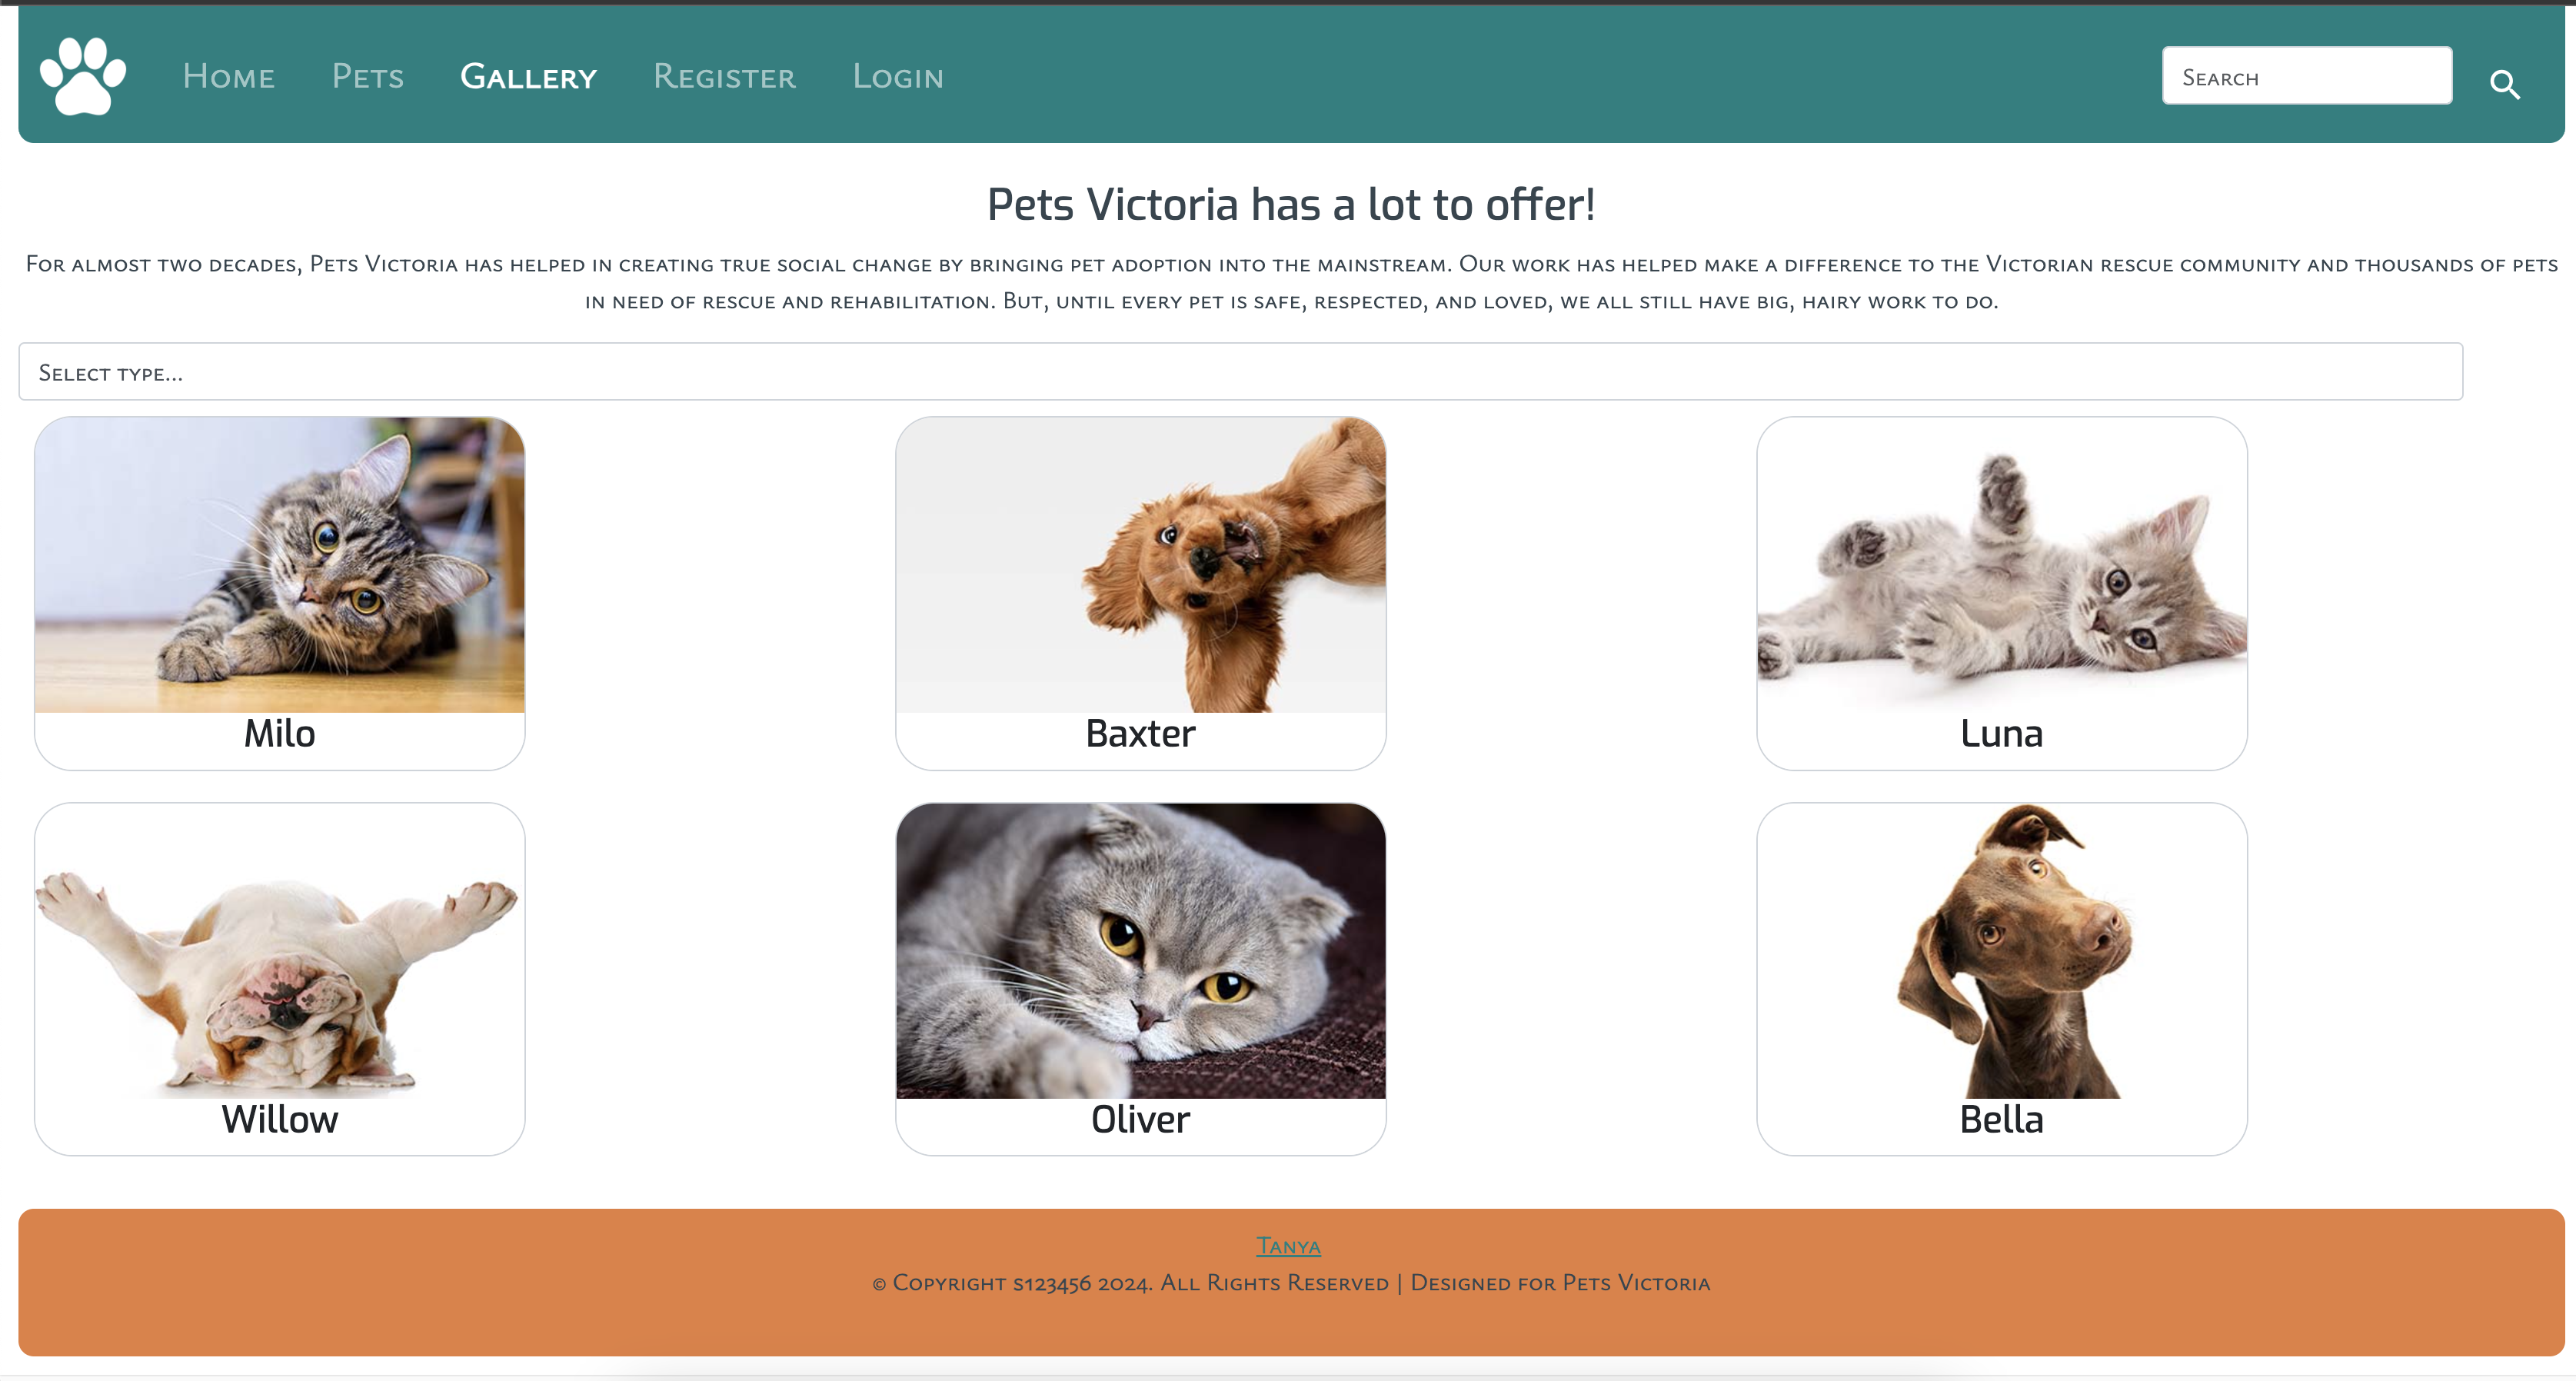 Home Pets Gallery Register Login Search
Pets Victoria has a lot to offer!
For almost two decades, Pets Victoria has helped in creating true social change by bringing pet adoption into the mainstream. Our work has helped make a difference to the Victorian rescue community and thousands of pets
in need of rescue and rehabilitation. But, until every pet is safe, respected, and loved, we all still have big, hairy work to do.
Select type...
Milo Baxter Luna
Willow Oliver Bella
Tanya
© Copyright s123456 2024. All Rights Reserved | Designed for Pets Victoria